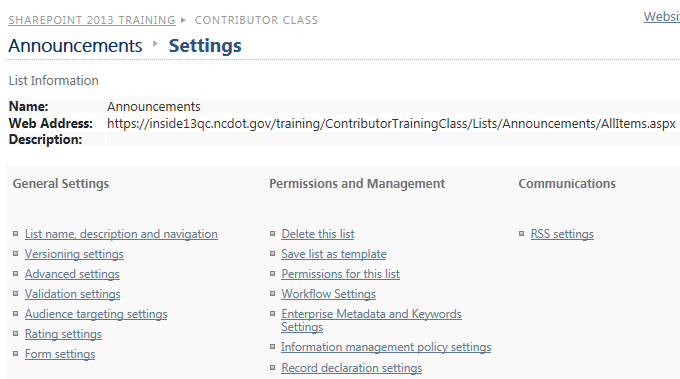 SHAREPOINT 2013 TRAINING ▸ CONTRIBUTOR CLASS
Announcements ▸ Settings
List Information
Name: Announcements
Web Address: https://inside13qc.ncdot.gov/training/ContributorTrainingClass/Lists/Announcements/AllItems.aspx
Description:
General Settings
List name, description and navigation
Versioning settings
Advanced settings
Validation settings
Audience targeting settings
Rating settings
Form settings
Permissions and Management
Delete this list
Save list as template
Permissions for this list
Workflow Settings
Enterprise Metadata and Keywords
Settings
Information management policy settings
Record declaration settings
Communications
RSS settings